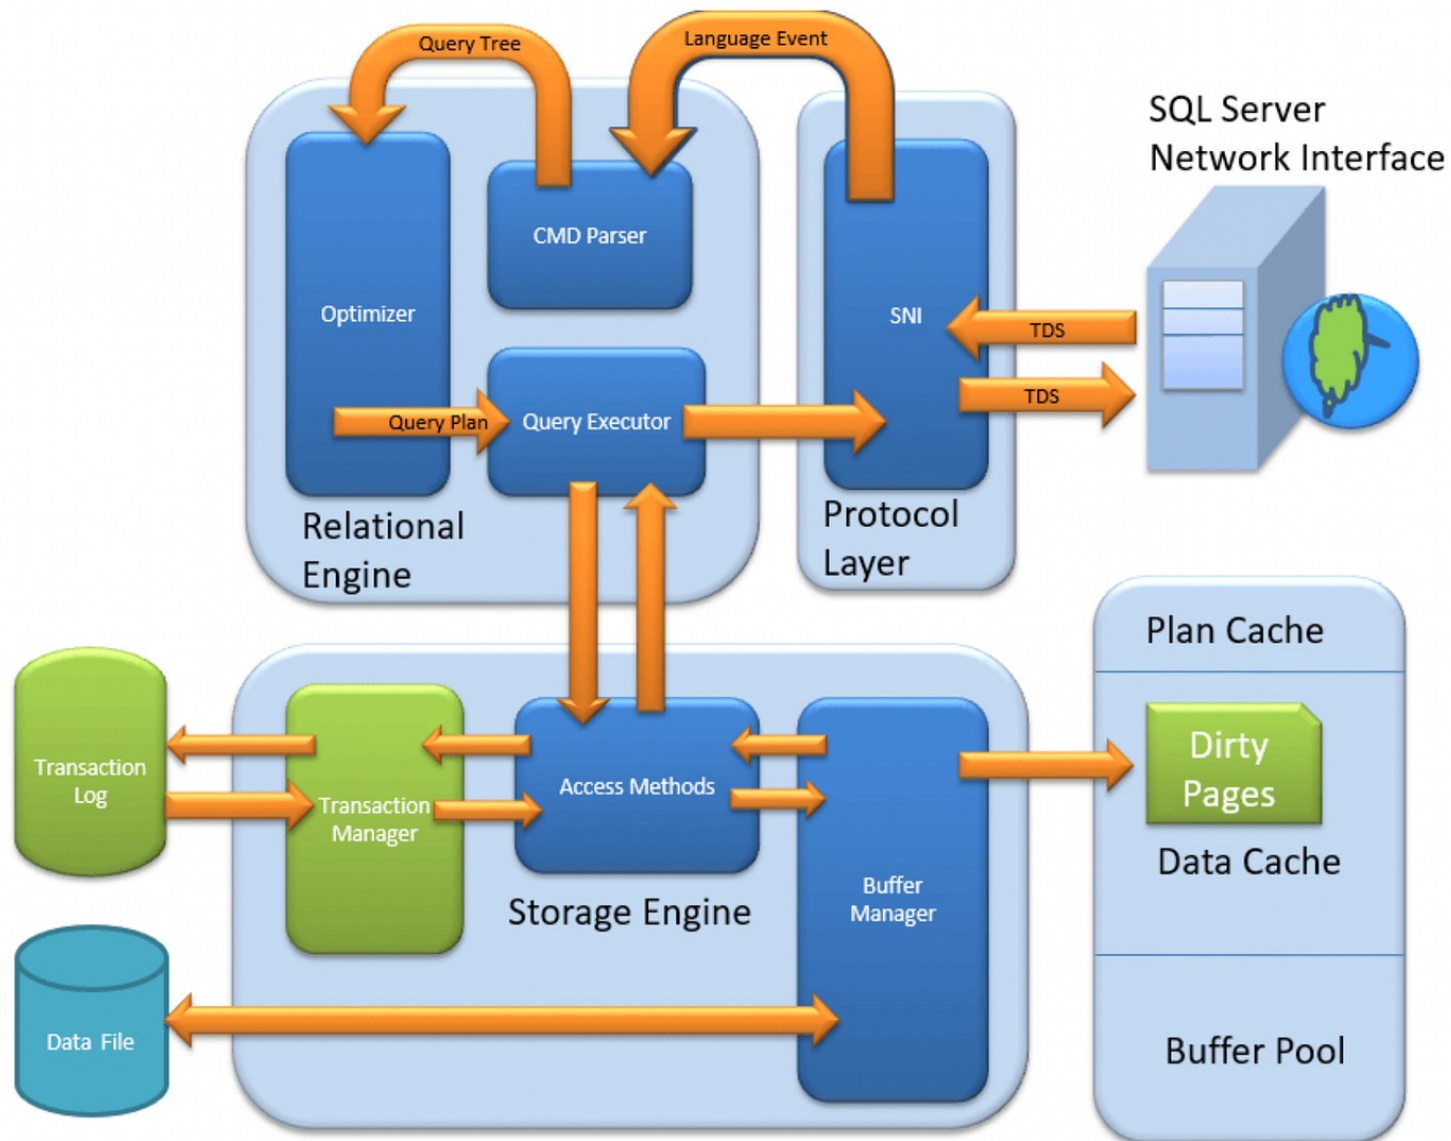 Query Tree
Language Event
SQL Server
Network Interface
CMD Parser
Optimizer
SNI
TDS
TDS
Query Plan
Query Executor
Relational
Engine
Protocol
Layer
Plan Cache
Transaction
Log
Transaction
Manager
Access Methods
Dirty
Pages
Data Cache
Buffer
Manager
Storage Engine
Data File
Buffer Pool